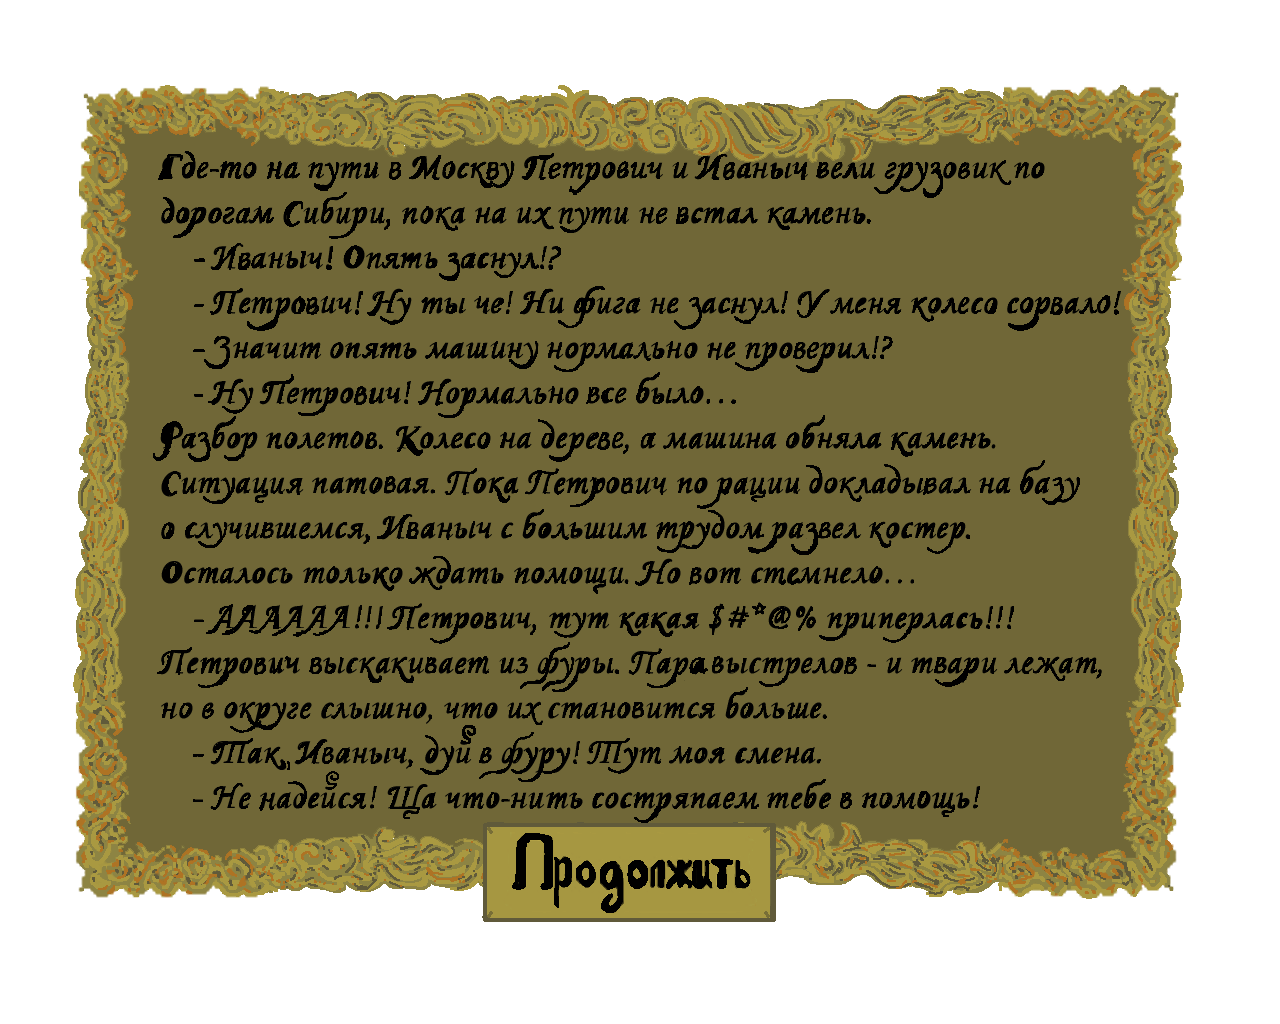 Где-то на пути в Москву Петрович и Иваныч вели грузовик по
дорогам Сибири, пока на их пути не встал камень.
- Иваныч! Опять заснул!?
- Петрович! Ну ты че! Ни фига не заснул! У меня колесо сорвало!
- Значит опять машину нормально не проверил!?
- Ну Петрович! Нормально все было...
Разбор полетов. Колесо на дереве, а машина обняла камень.
Ситуация патовая. Пока Петрович по рации докладывал на базу
о случившемся, Иваныч с большим трудом развел костер.
Осталось только ждать помощи. Но вот стемнело...
- АААААА!!! Петрович, тут какая $#*@% приперлась!!!
Петрович выскакивает из фуры. Пара выстрелов - и твари лежат,
но в округе слышно, что их становится больше.
- Так, Иваныч, дуй в фуру! Тут моя смена.
- Не надейся! Ща что-нить состряпаем тебе в помощь!
Продолжить